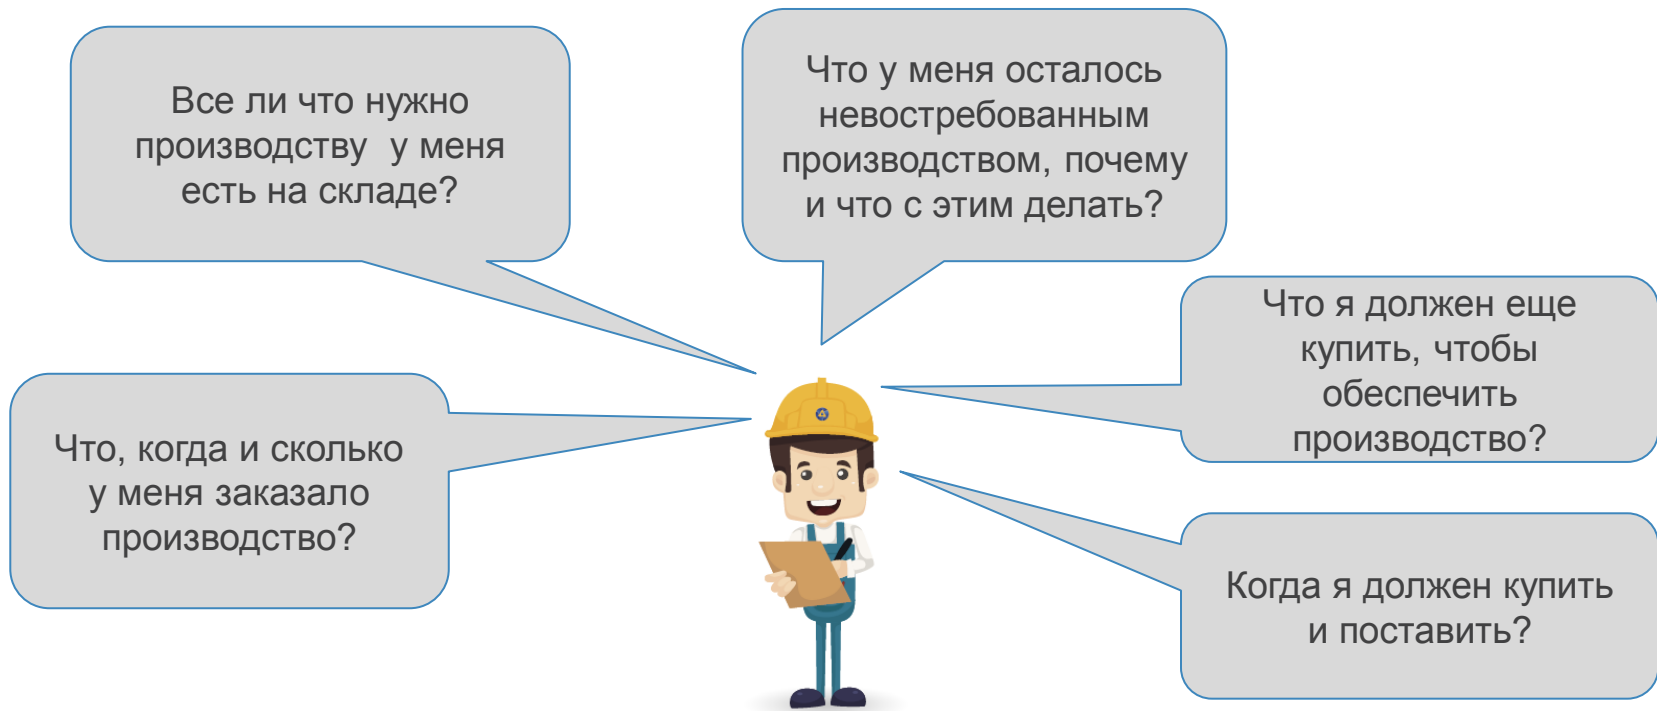 Все ли что нужно
производству у меня
есть на складе?
Что у меня осталось
невостребованным
производством, почему
и что с этим делать?
Что я должен еще
купить, чтобы
обеспечить
производство?
Что, когда и сколько
у меня заказало
производство?
Когда я должен купить
и поставить?